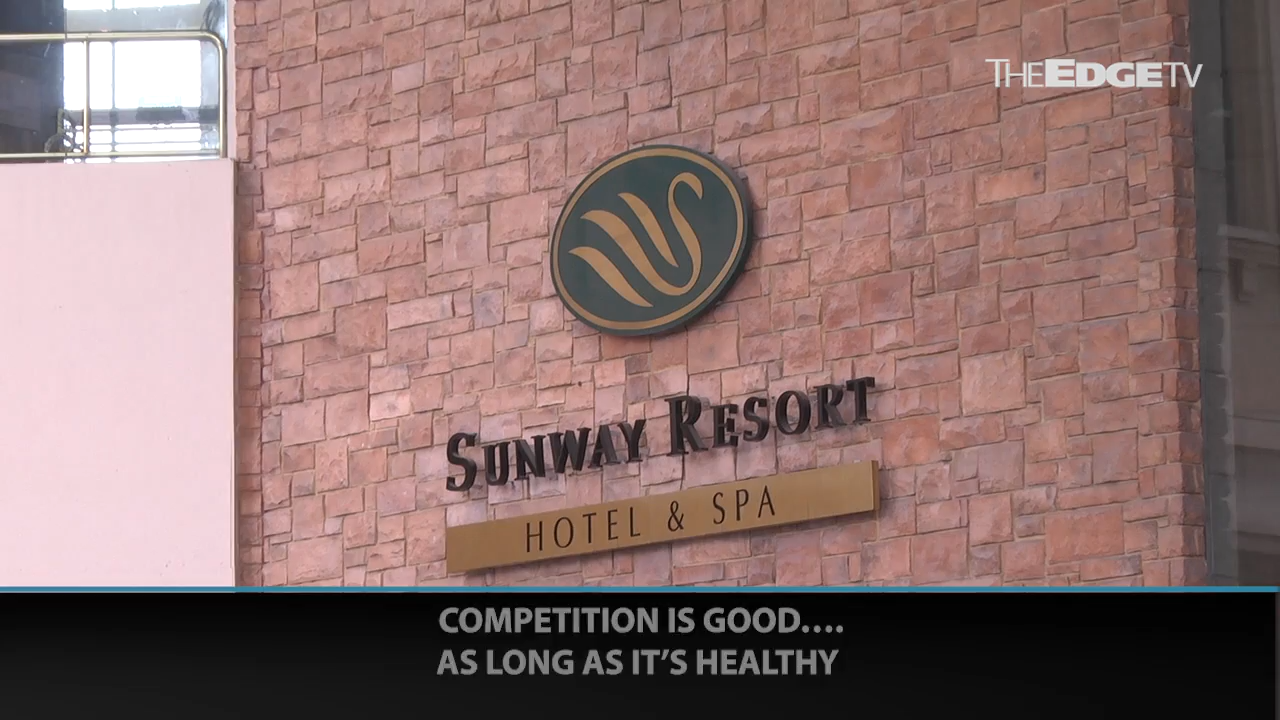 THEEDGETV
SUNWAY RESORT
HOTEL & SPA
COMPETITION IS GOOD....
AS LONG AS IT’S HEALTHY